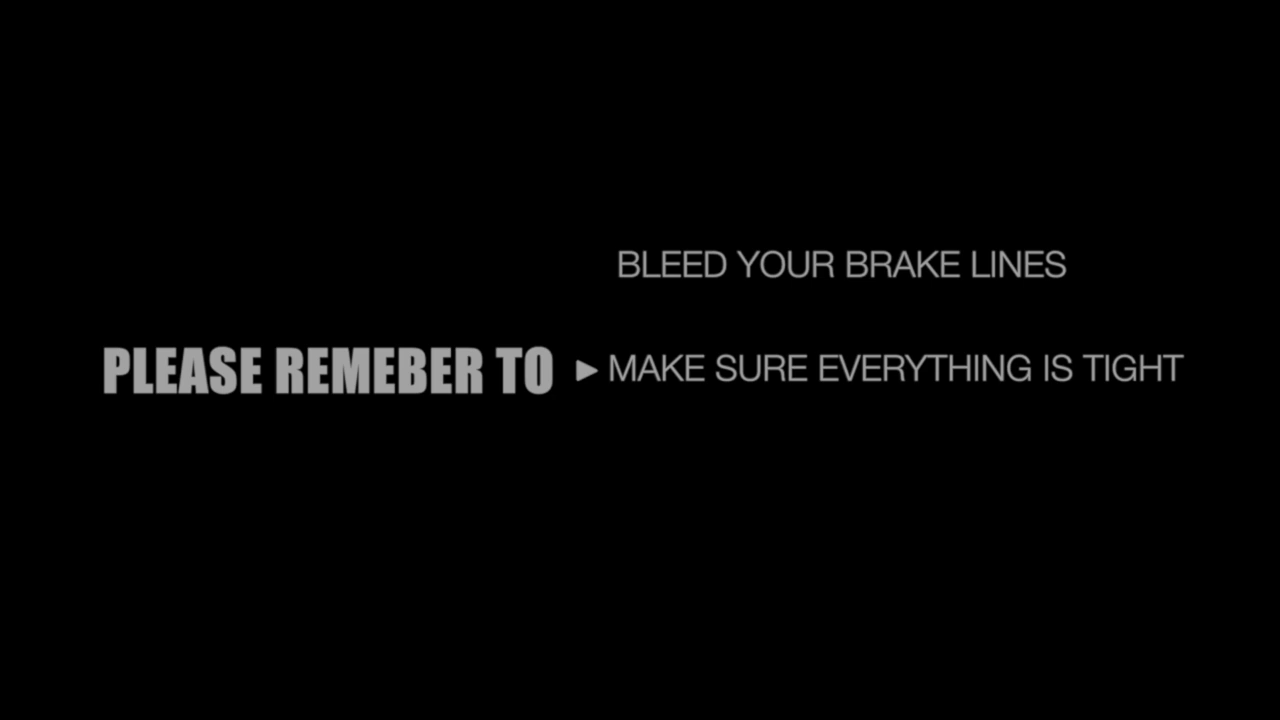 BLEED YOUR BRAKE LINES
PLEASE REMEBER TO ▶ MAKE SURE EVERYTHING IS TIGHT